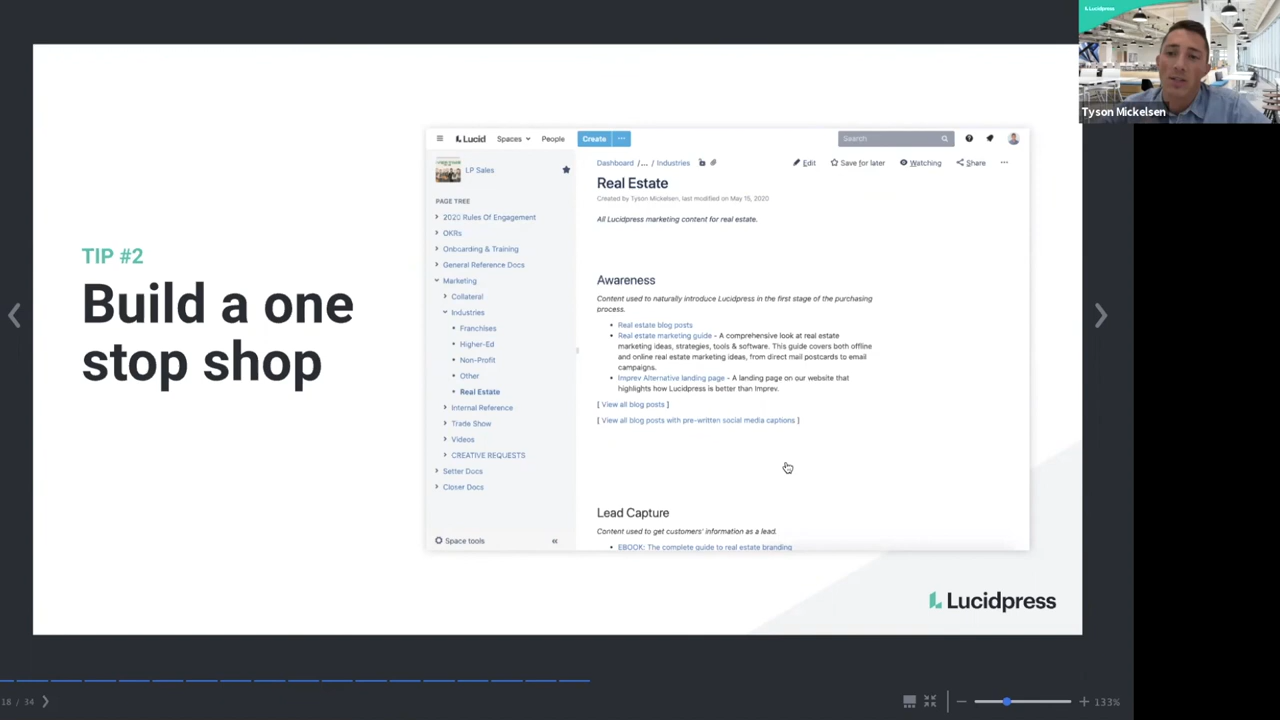 Lucidpress
Tyson Mickelsen
TIP #2
Build a one
stop shop
Lucid Spaces People Create ... Search
LP Sales
PAGE TREE
2020 Rules Of Engagement
OKRs
Onboarding & Training
General Reference Docs
Marketing
Collateral
Industries
Franchises
Higher-Ed
Non-Profit
Other
Real Estate
Internal Reference
Trade Show
Videos
CREATIVE REQUESTS
Setter Docs
Closer Docs
Space tools «
Dashboard /... / Industries Edit Save for later Watching Share ...
Real Estate
Created by Tyson Mickelsen, last modified on May 15, 2020
All Lucidpress marketing content for real estate.
Awareness
Content used to naturally introduce Lucidpress in the first stage of the purchasing
process.
• Real estate blog posts
• Real estate marketing guide - A comprehensive look at real estate
marketing ideas, strategies, tools & software. This guide covers both offline
and online real estate marketing ideas, from direct mail postcards to email
campaigns.
• Imprev Alternative landing page - A landing page on our website that
highlights how Lucidpress is better than Imprev.
[ View all blog posts ]
[ View all blog posts with pre-written social media captions ]
Lead Capture
Content used to get customers' information as a lead.
• EBOOK: The complete guide to real estate branding
Lucidpress
18 / 34
133%